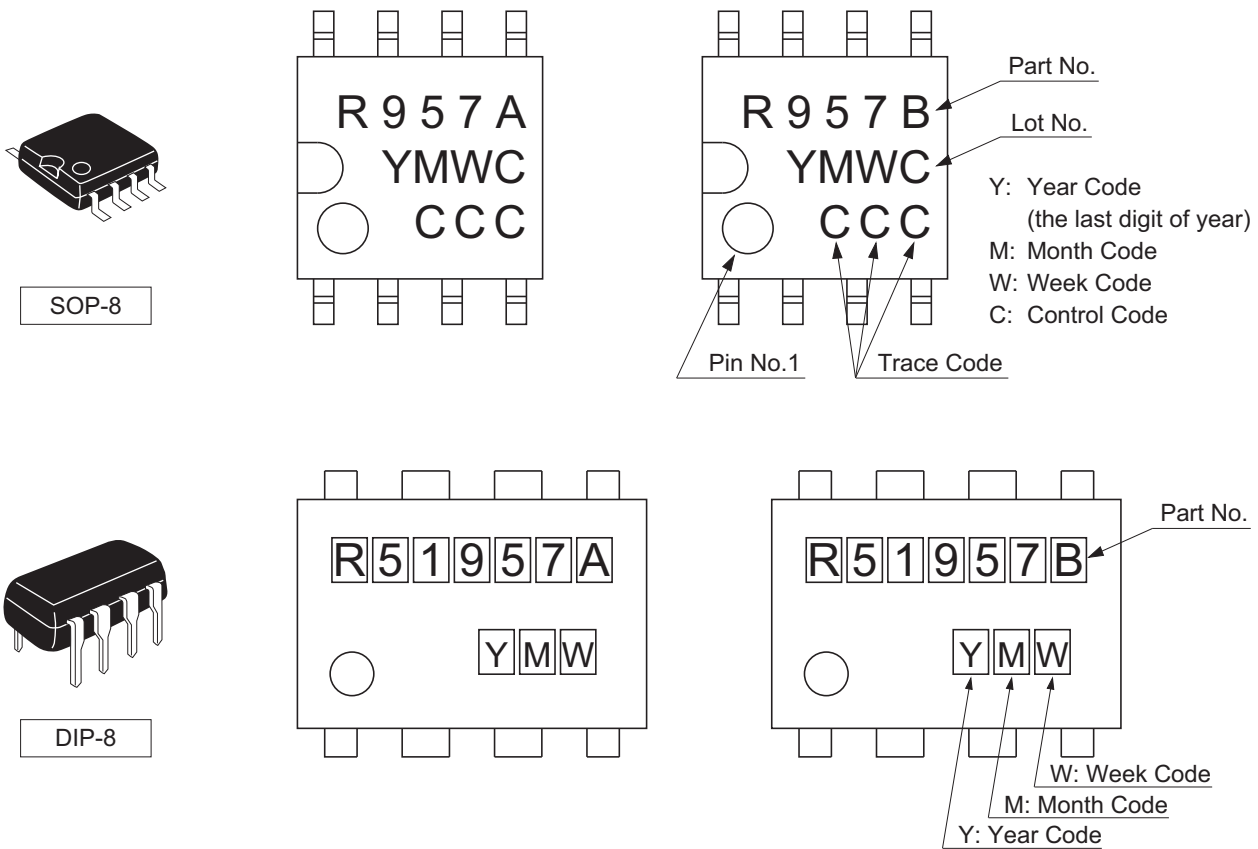 R957A
YMWC
CCC
R957B
YMWC
CCC
Part No.
Lot No.
Y: Year Code
(the last digit of year)
M: Month Code
W: Week Code
C: Control Code
SOP-8
Pin No.1
Trace Code
R51957A
YMW
R51957B
YMW
Part No.
DIP-8
W: Week Code
M: Month Code
Y: Year Code